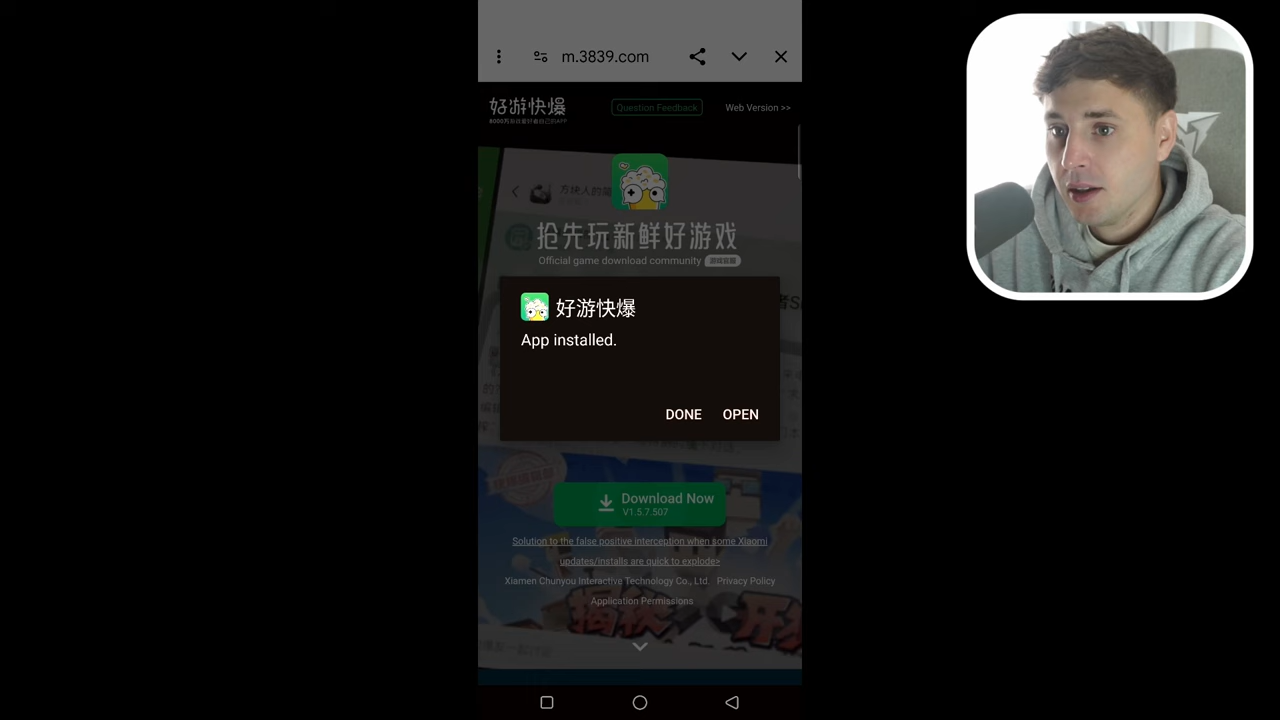 m.3839.com
好游快爆
Question Feedback
Web Version >>
抢先玩新鲜好游戏
Official game download community
好游快爆
App installed.
DONE
OPEN
Download Now
V1.5.7.507
Solution to the false positive interception when some Xiaomi
updates/installs are quick to explode>
Xiamen Chunyou Interactive Technology Co., Ltd.
Privacy Policy
Application Permissions